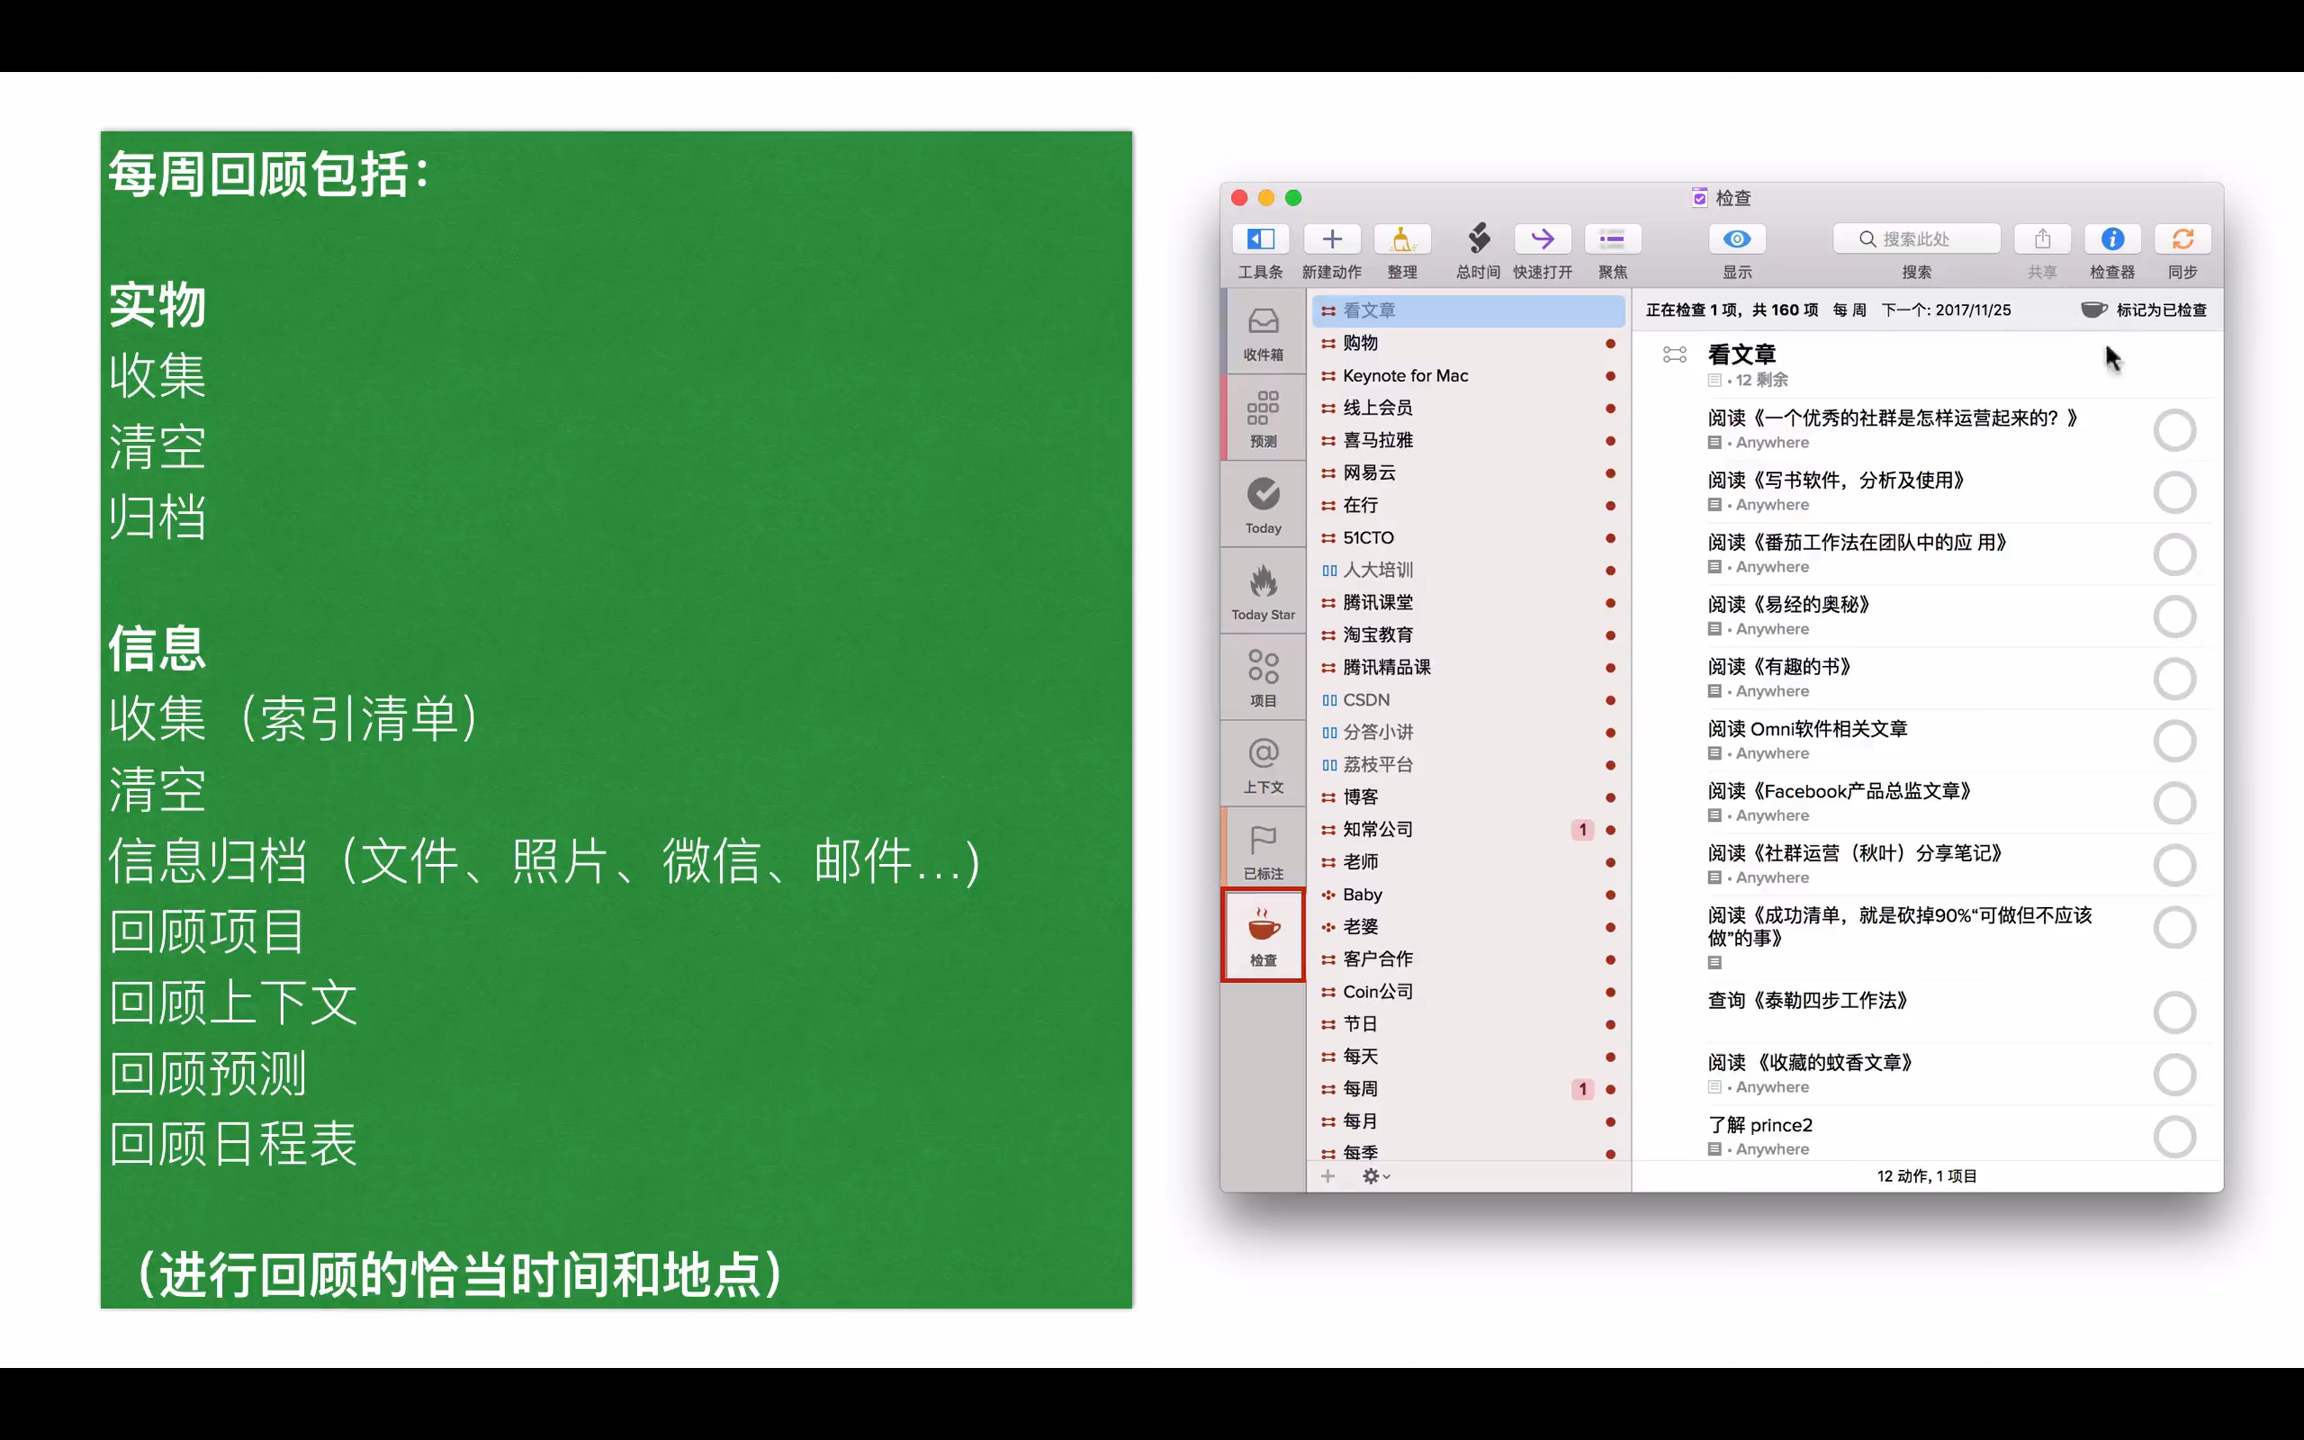 每周回顾包括：
实物
收集
清空
归档
信息
收集（索引清单）
清空
信息归档（文件、照片、微信、邮件...）
回顾项目
回顾上下文
回顾预测
回顾日程表
（进行回顾的恰当时间和地点）
检查
工具条
新建动作
整理
总时间
快速打开
聚焦
显示
搜索此处
搜索
共享
检查器
同步
收件箱
预测
Today
Today Star
项目
上下文
已标注
检查
看文章
购物
Keynote for Mac
线上会员
喜马拉雅
网易云
在行
51CTO
人大培训
腾讯课堂
淘宝教育
腾讯精品课
CSDN
分答小讲
荔枝平台
博客
知常公司 1
老师
Baby
老婆
客户合作
Coin公司
节日
每天
每周 1
每月
每季
正在检查 1 项，共 160 项 每 周 下一个: 2017/11/25 标记为已检查
看文章
• 12 剩余
阅读《一个优秀的社群是怎样运营起来的？》
• Anywhere
阅读《写书软件，分析及使用》
• Anywhere
阅读《番茄工作法在团队中的应 用》
• Anywhere
阅读《易经的奥秘》
• Anywhere
阅读《有趣的书》
• Anywhere
阅读 Omni软件相关文章
• Anywhere
阅读《Facebook产品总监文章》
• Anywhere
阅读《社群运营（秋叶）分享笔记》
• Anywhere
阅读《成功清单，就是砍掉90%“可做但不应该
做”的事》
查询《泰勒四步工作法》
阅读 《收藏的蚊香文章》
• Anywhere
了解 prince2
• Anywhere
12 动作, 1 项目